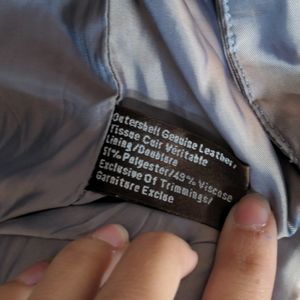 Outershell Genuine Leather/
Tissue Cuir Véritable
Lining/Doublure
51% Polyester/49% Viscose
Exclusive Of Trimmings/
Garniture Exclue